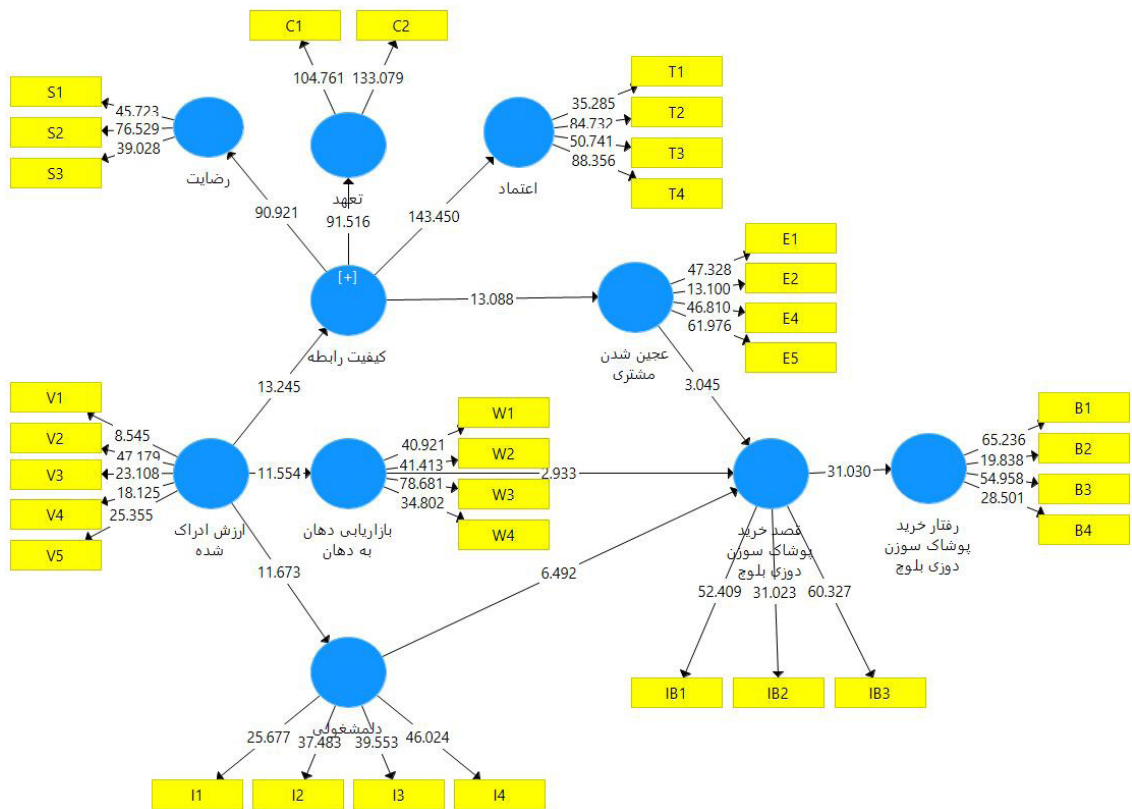 C1
C2
104.761
133.079
S1
S2
S3
45.723
76.529
39.028
رضایت
تعهد
اعتماد
T1
T2
T3
T4
35.285
84.732
50.741
88.356
90.921
91.516
143.450
[+]
کیفیت رابطه
13.088
E1
E2
E4
E5
47.328
13.100
46.810
61.976
عجین شدن
مشتری
13.245
3.045
V1
V2
V3
V4
V5
8.545
47.179
23.108
18.125
25.355
ارزش ادراک
شده
11.554
W1
W2
W3
W4
40.921
41.413
78.681
34.802
بازاریابی دهان
به دهان
2.933
قصد خرید
پوشاک سوزن
دوزی بلوچ
31.030
B1
B2
B3
B4
65.236
19.838
54.958
28.501
رفتار خرید
پوشاک سوزن
دوزی بلوچ
11.673
6.492
52.409
31.023
60.327
IB1
IB2
IB3
دلمشغولی
25.677
37.483
39.553
46.024
I1
I2
I3
I4